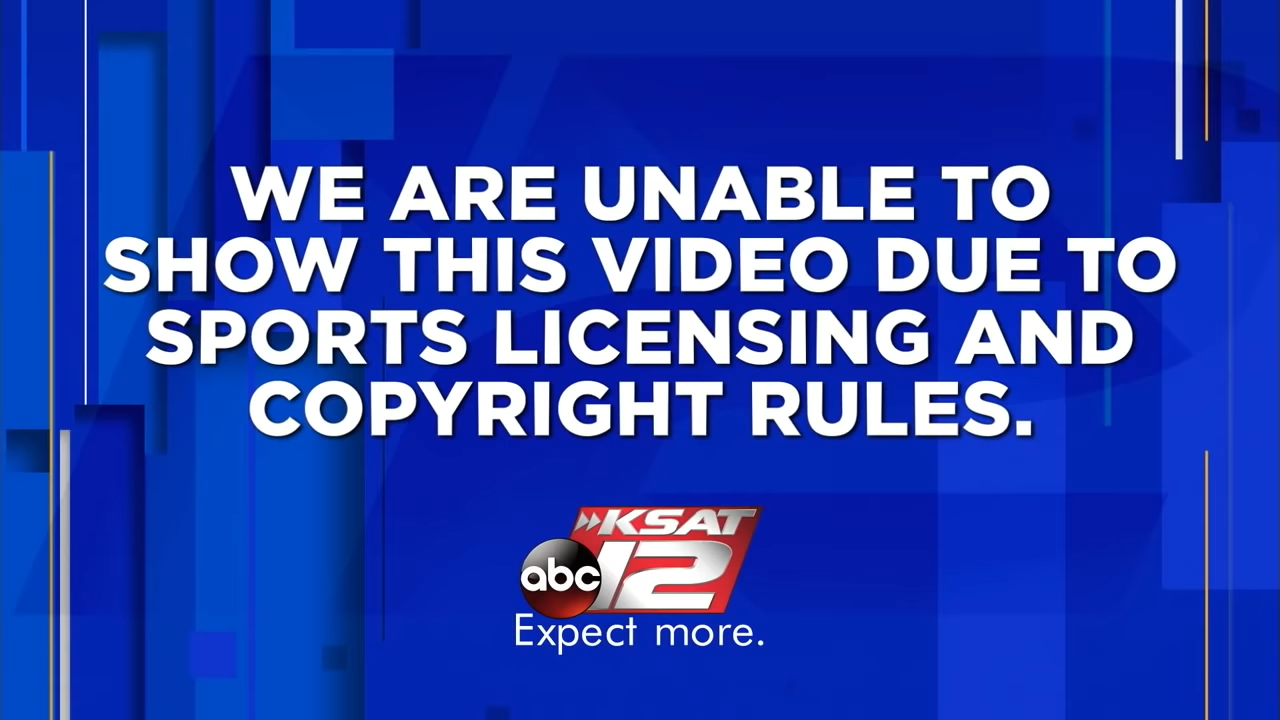 WE ARE UNABLE TO
SHOW THIS VIDEO DUE TO
SPORTS LICENSING AND
COPYRIGHT RULES.
KSAT
abc 12
Expect more.